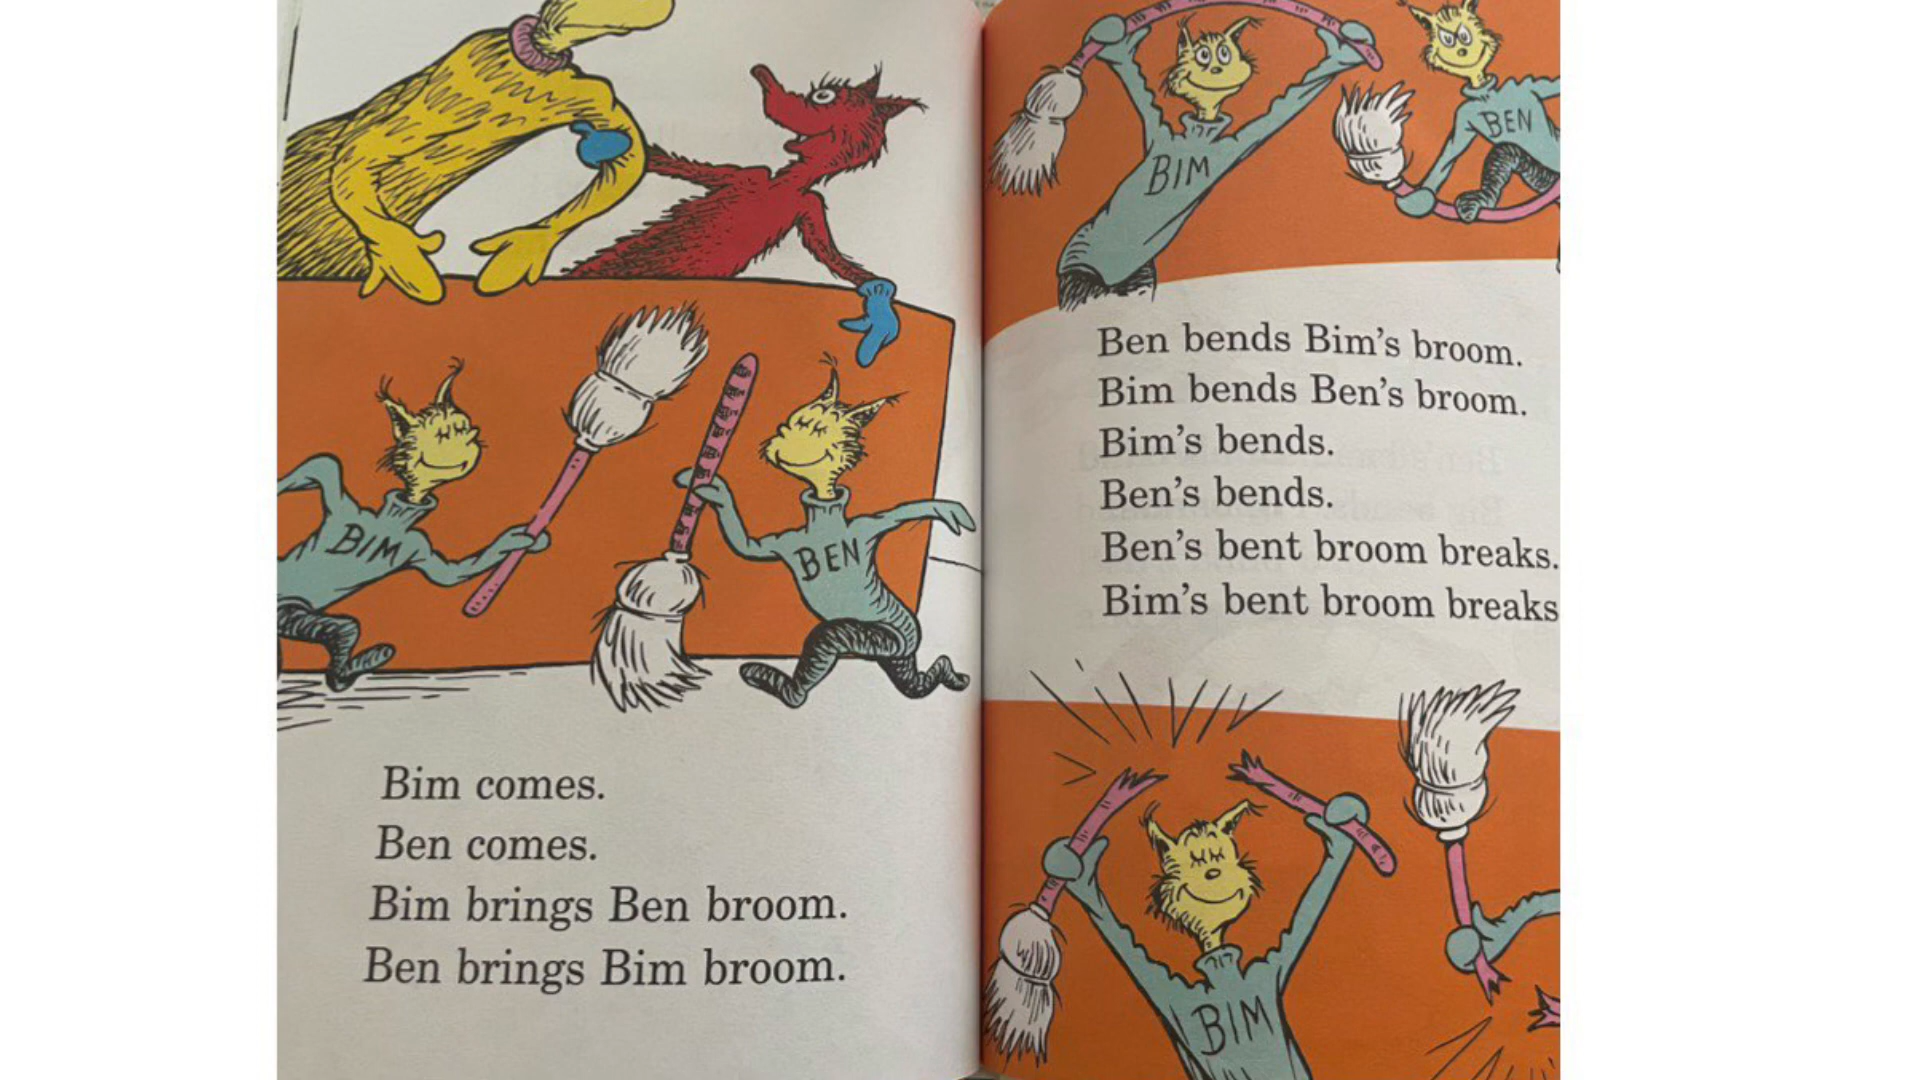 BIM
BEN
Bim comes.
Ben comes.
Bim brings Ben broom.
Ben brings Bim broom.
BIM
BEN
Ben bends Bim's broom.
Bim bends Ben's broom.
Bim's bends.
Ben's bends.
Ben's bent broom breaks.
Bim's bent broom breaks
BIM